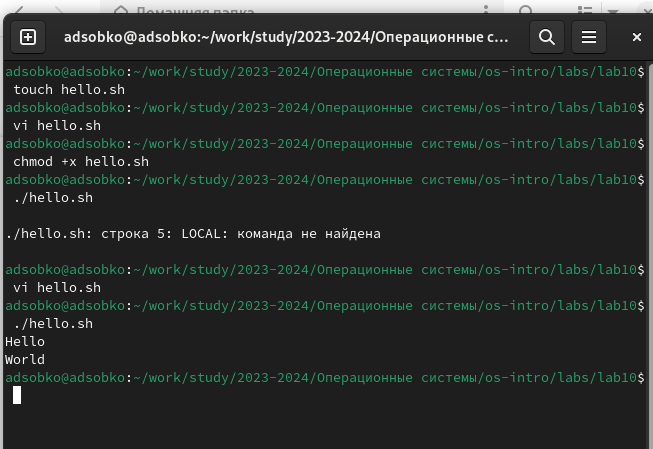 Домашняя папка
adsobko@adsobko:~/work/study/2023-2024/Операционные с...
adsobko@adsobko:~/work/study/2023-2024/Операционные системы/os-intro/labs/lab10$
touch hello.sh
adsobko@adsobko:~/work/study/2023-2024/Операционные системы/os-intro/labs/lab10$
vi hello.sh
adsobko@adsobko:~/work/study/2023-2024/Операционные системы/os-intro/labs/lab10$
chmod +x hello.sh
adsobko@adsobko:~/work/study/2023-2024/Операционные системы/os-intro/labs/lab10$
./hello.sh
./hello.sh: строка 5: LOCAL: команда не найдена
adsobko@adsobko:~/work/study/2023-2024/Операционные системы/os-intro/labs/lab10$
vi hello.sh
adsobko@adsobko:~/work/study/2023-2024/Операционные системы/os-intro/labs/lab10$
./hello.sh
Hello
World
adsobko@adsobko:~/work/study/2023-2024/Операционные системы/os-intro/labs/lab10$